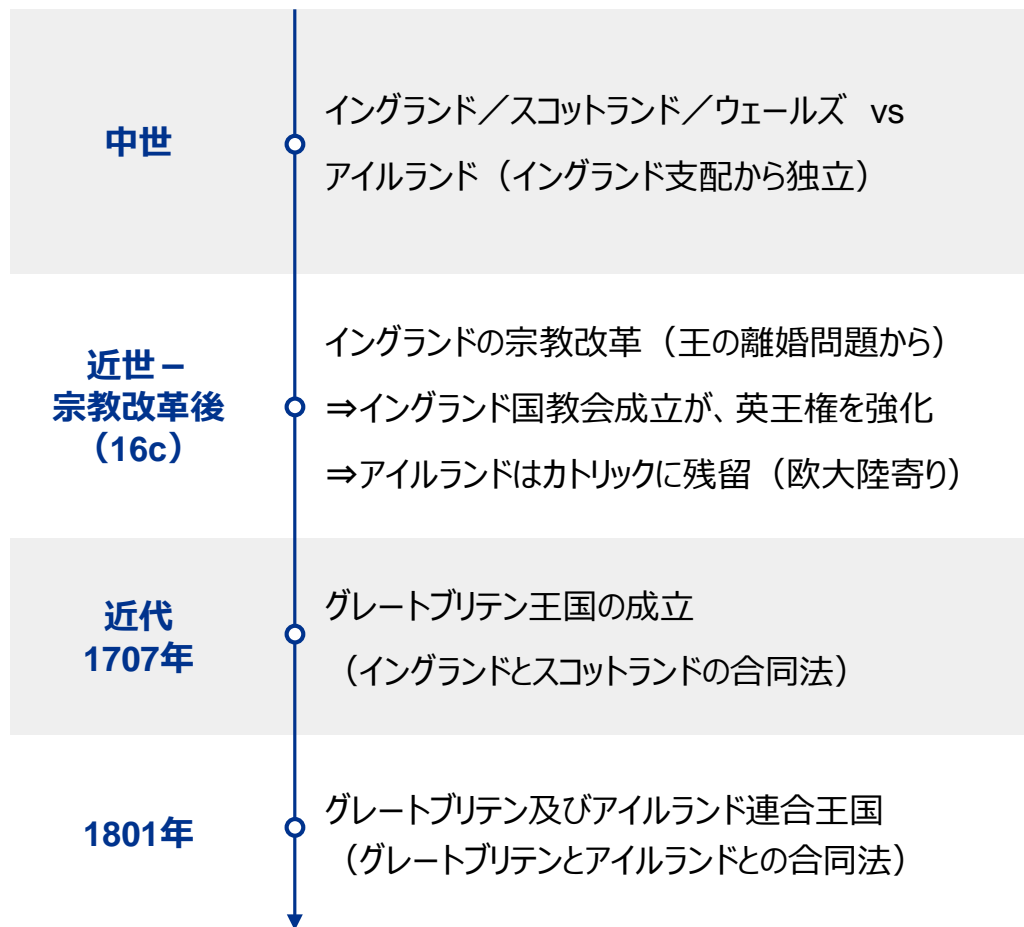 中世
イングランド／スコットランド／ウェールズ　vs
アイルランド（イングランド支配から独立）
近世－
宗教改革後
（16c）
イングランドの宗教改革（王の離婚問題から）
⇒イングランド国教会成立が、英王権を強化
⇒アイルランドはカトリックに残留（欧大陸寄り）
近代
1707年
グレートブリテン王国の成立
（イングランドとスコットランドの合同法）
1801年
グレートブリテン及びアイルランド連合王国
（グレートブリテンとアイルランドとの合同法）